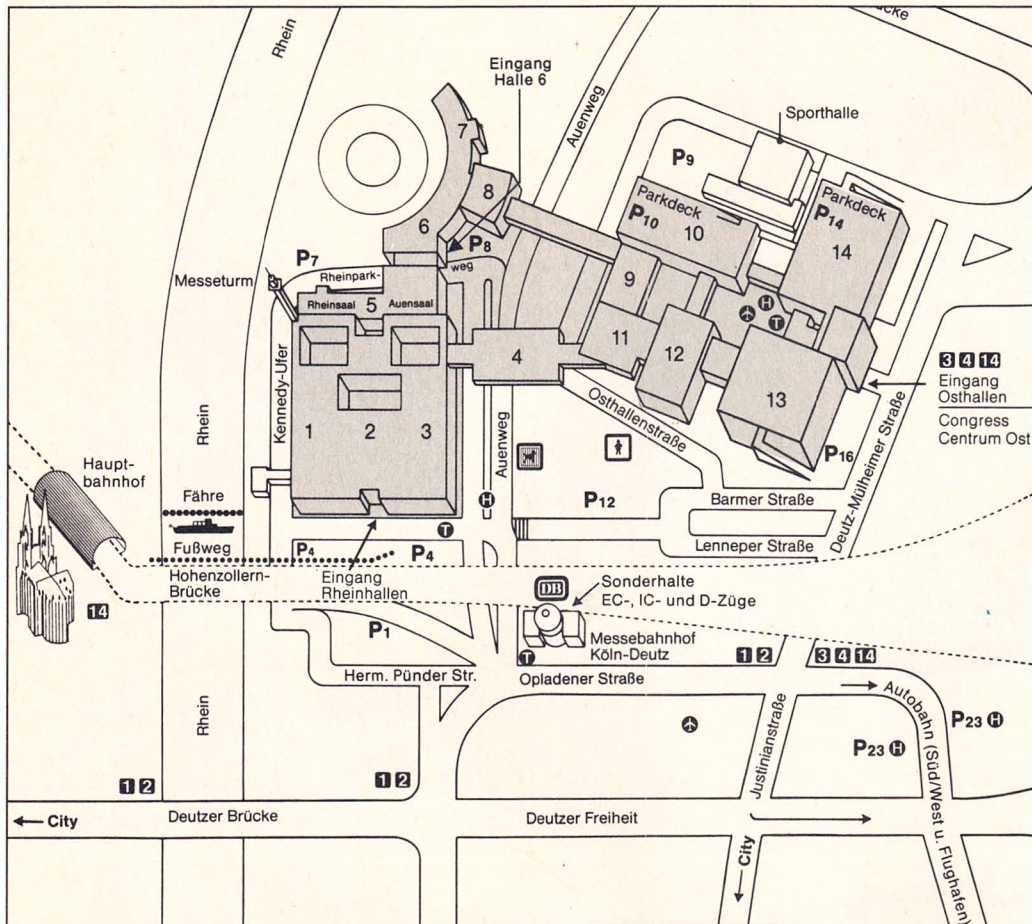 Rhein
cke
Eingang
Halle 6
Auenweg
Sporthalle
7
8
6
P9
Parkdeck
P10
10
Parkdeck
P14
14
P7
P8
Rheinpark-
weg
Messeturm
Rheinsaal
5
Auensaal
9
H
T
4
11
12
13
3 4 14
Eingang
Osthallen
Congress
Centrum Ost
Kennedy-Ufer
Rhein
1
2
3
Auenweg
Osthallenstraße
P16
Deutz-Mülheimer Straße
Haupt-
bahnhof
Fähre
Fußweg
H
T
P12
Barmer Straße
Lenneper Straße
P4
P4
Hohenzollern-
Brücke
Eingang
Rheinhallen
14
DB
Sonderhalte
EC-, IC- und D-Züge
P1
Messebahnhof
Köln-Deutz
T
1 2
3 4 14
Herm. Pünder Str.
Opladener Straße
Rhein
Justinianstraße
Autobahn (Süd/West u. Flughafen)
P23 H
P23 H
1 2
1 2
← City
Deutzer Brücke
Deutzer Freiheit
← City